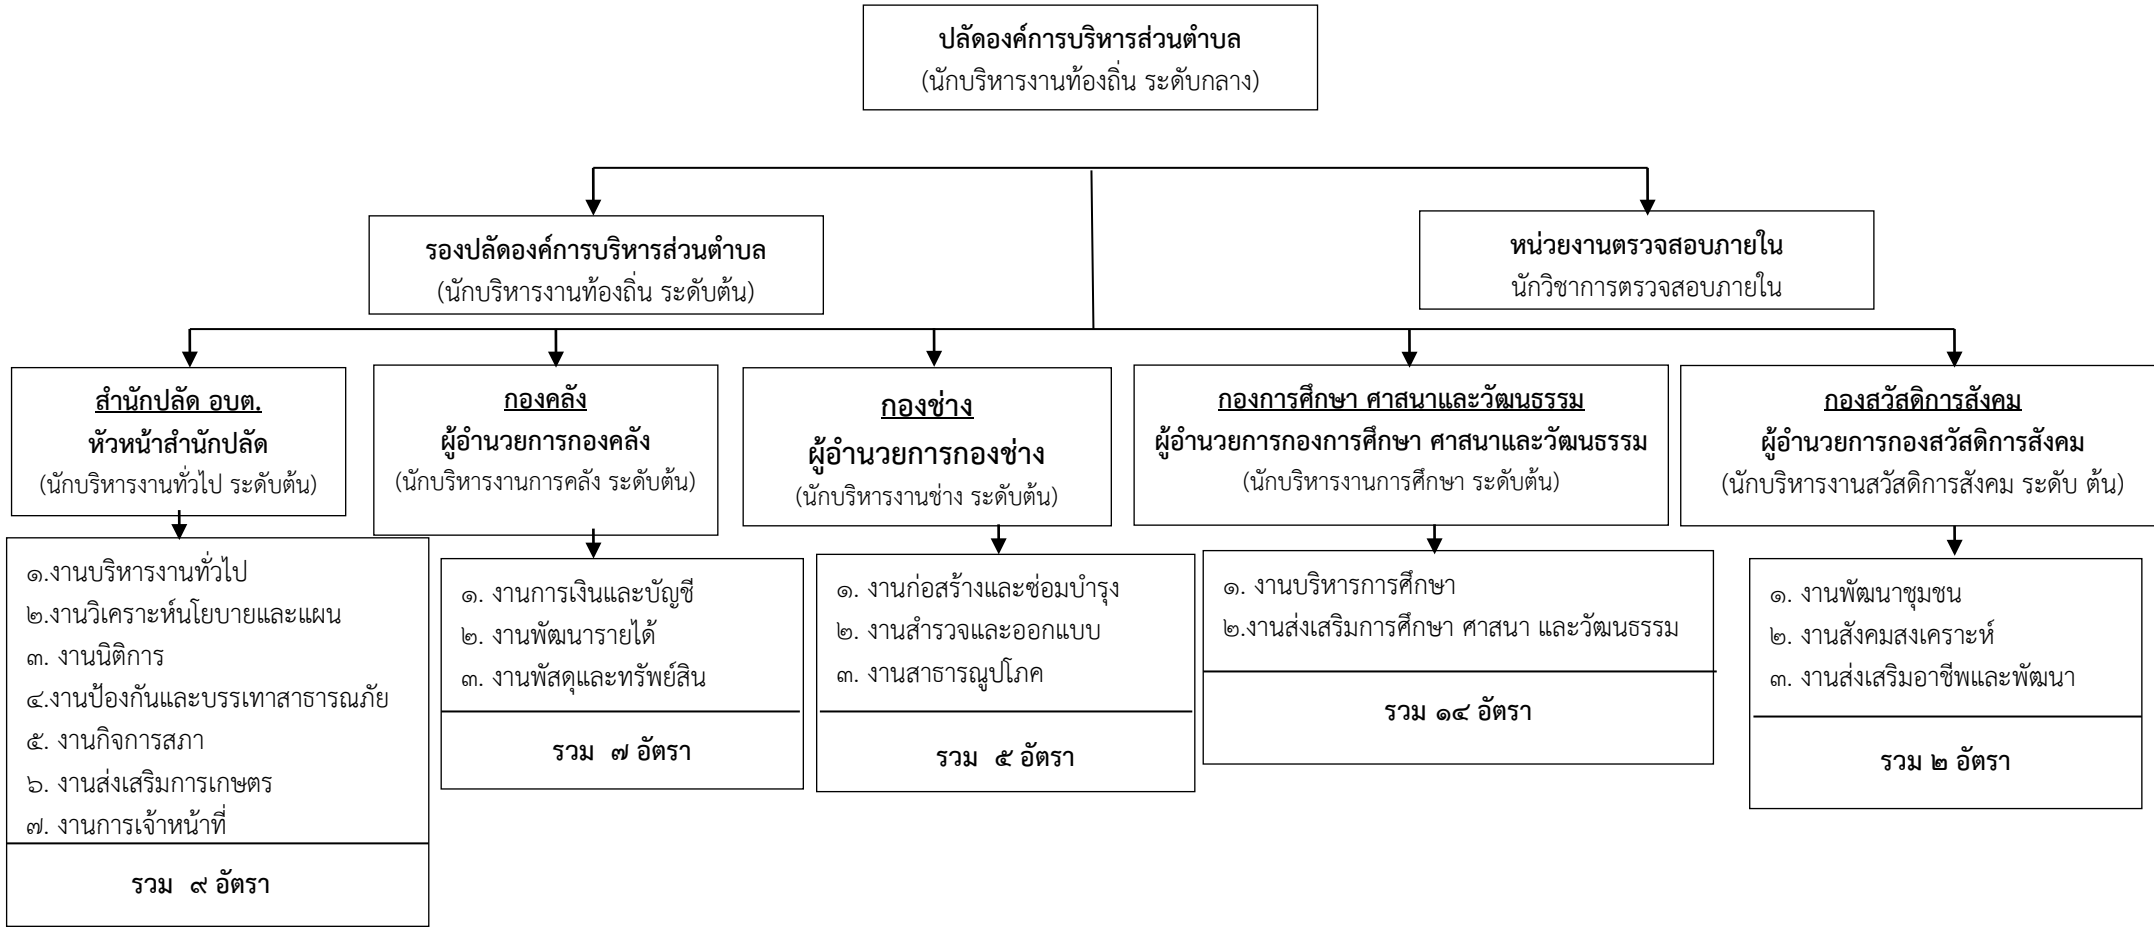 ปลัดองค์การบริหารส่วนตำบล
(นักบริหารงานท้องถิ่น ระดับกลาง)
รองปลัดองค์การบริหารส่วนตำบล
(นักบริหารงานท้องถิ่น ระดับต้น)
หน่วยงานตรวจสอบภายใน
นักวิชาการตรวจสอบภายใน
สำนักปลัด อบต.
หัวหน้าสำนักปลัด
(นักบริหารงานทั่วไป ระดับต้น)
กองคลัง
ผู้อำนวยการกองคลัง
(นักบริหารงานการคลัง ระดับต้น)
กองช่าง
ผู้อำนวยการกองช่าง
(นักบริหารงานช่าง ระดับต้น)
กองการศึกษา ศาสนาและวัฒนธรรม
ผู้อำนวยการกองการศึกษา ศาสนาและวัฒนธรรม
(นักบริหารงานการศึกษา ระดับต้น)
กองสวัสดิการสังคม
ผู้อำนวยการกองสวัสดิการสังคม
(นักบริหารงานสวัสดิการสังคม ระดับ ต้น)
๑.งานบริหารงานทั่วไป
๒.งานวิเคราะห์นโยบายและแผน
๓. งานนิติการ
๔.งานป้องกันและบรรเทาสาธารณภัย
๕. งานกิจการสภา
๖. งานส่งเสริมการเกษตร
๗. งานการเจ้าหน้าที่
รวม ๙ อัตรา
๑. งานการเงินและบัญชี
๒. งานพัฒนารายได้
๓. งานพัสดุและทรัพย์สิน
รวม ๗ อัตรา
๑. งานก่อสร้างและซ่อมบำรุง
๒. งานสำรวจและออกแบบ
๓. งานสาธารณูปโภค
รวม ๕ อัตรา
๑. งานบริหารการศึกษา
๒.งานส่งเสริมการศึกษา ศาสนา และวัฒนธรรม
รวม ๑๔ อัตรา
๑. งานพัฒนาชุมชน
๒. งานสังคมสงเคราะห์
๓. งานส่งเสริมอาชีพและพัฒนา
รวม ๒ อัตรา